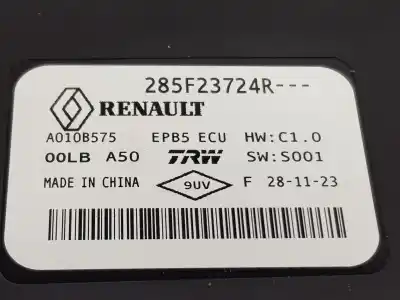 285F23724R---
RENAULT
A010B575 EPB5 ECU HW:C1.0
00LB A50 TRW SW:S001
MADE IN CHINA 9UV F 28-11-23